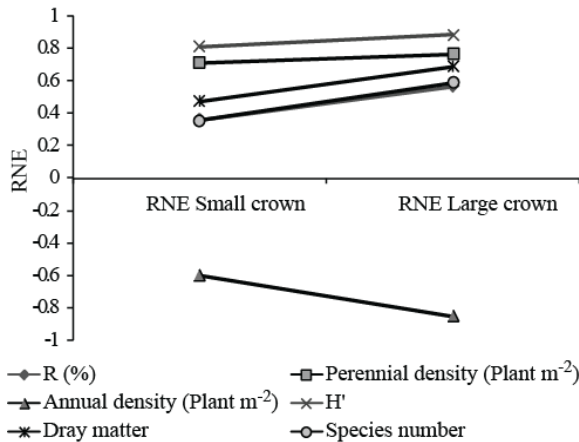 1
0.8
0.6
0.4
0.2
0
-0.2
-0.4
-0.6
-0.8
-1
RNE
RNE Small crown RNE Large crown
R (%) Perennial density (Plant m⁻²)
Annual density (Plant m⁻²) H'
Dray matter Species number